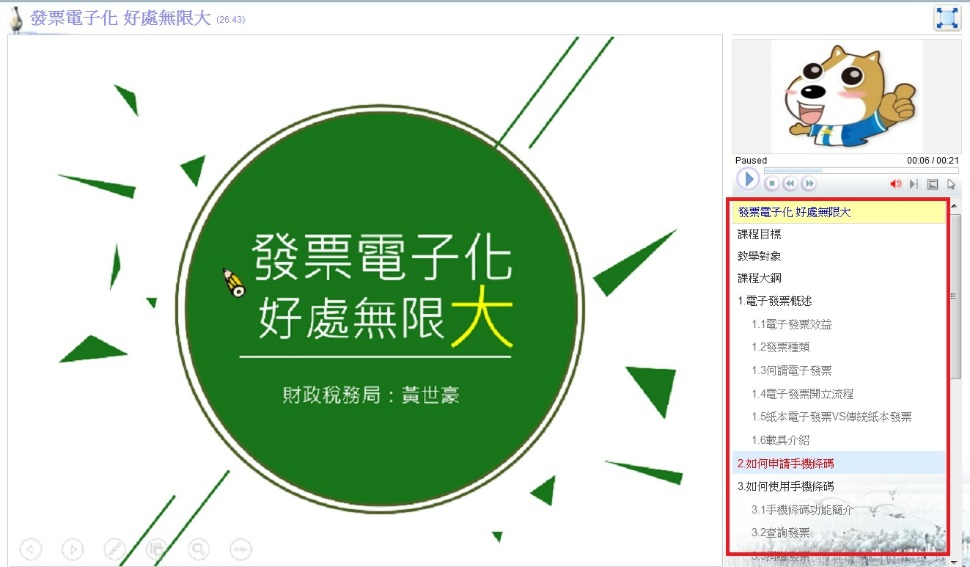 發票電子化 好處無限大 (26:43)
發票電子化
好處無限大
財政稅務局：黃世豪
Paused 00:06 / 00:21
發票電子化 好處無限大
課程目標
教學對象
課程大綱
1.電子發票概述
1.1電子發票效益
1.2發票種類
1.3何謂電子發票
1.4電子發票開立流程
1.5紙本電子發票VS傳統紙本發票
1.6載具介紹
2.如何申請手機條碼
3.如何使用手機條碼
3.1手機條碼功能簡介
3.2查詢發票